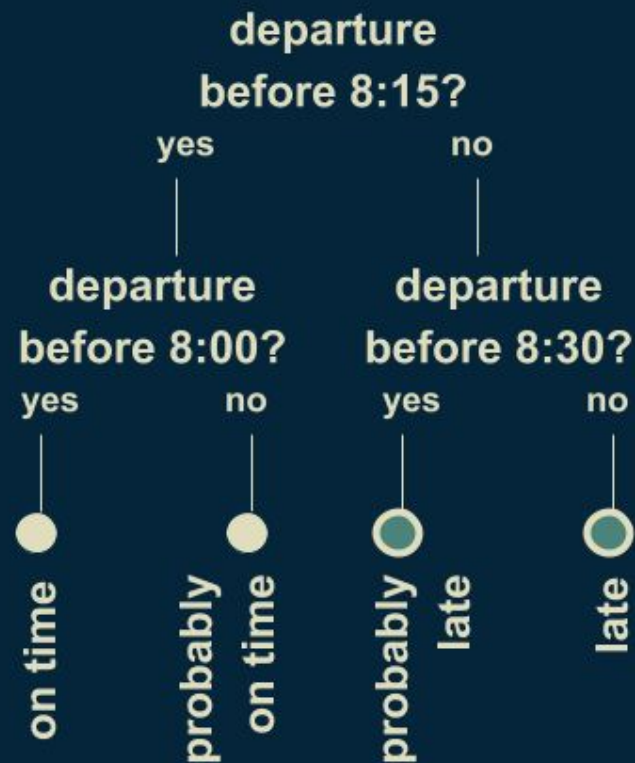 departure
before 8:15?
yes
no
departure
before 8:00?
departure
before 8:30?
yes
no
yes
no
on time
probably
on time
probably
late
late